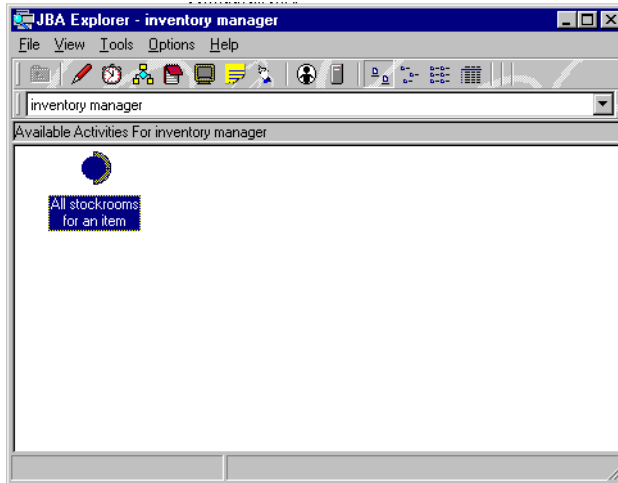 JBA Explorer - inventory manager
File View Tools Options Help
inventory manager
Available Activities For inventory manager
All stockrooms
for an item